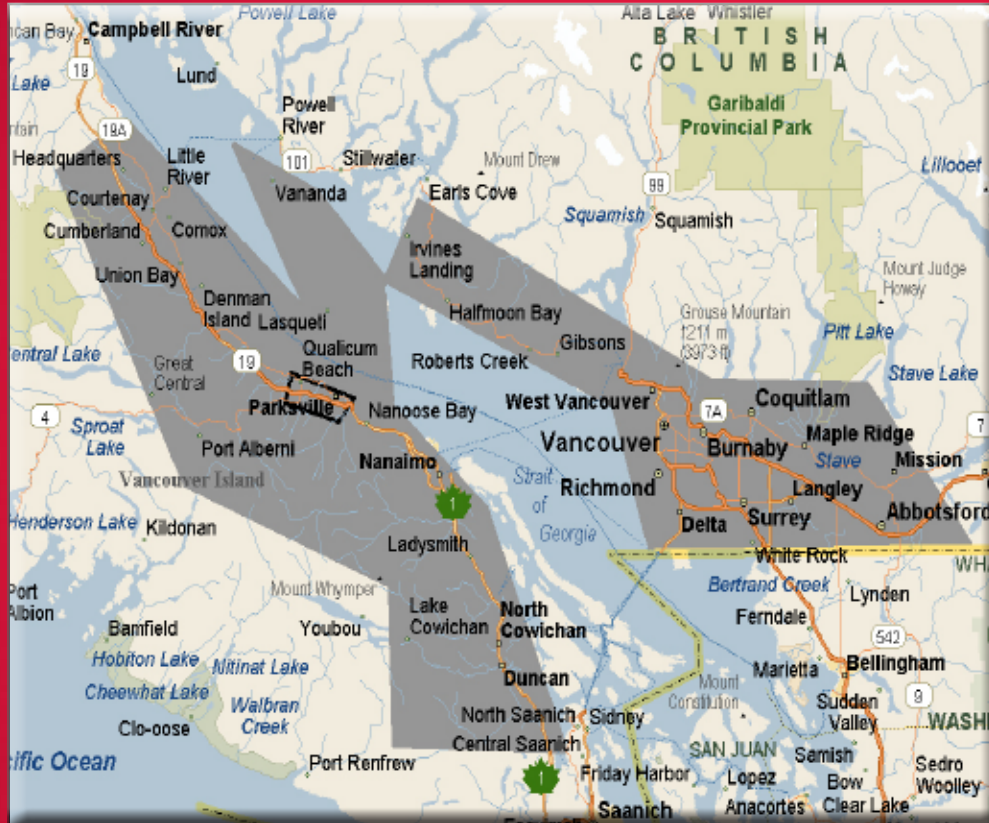 Powell Lake
Alta Lake
Whistler
Campbell River
BRITISH
COLUMBIA
19
Lake
Lund
Garibaldi
Provincial Park
Powell
River
19A
Headquarters
Little
River
101
Stillwater
Mount Drew
Lillooet
Vananda
Earls Cove
99
Courtenay
Squamish
Squamish
Cumberland
Comox
Irvines
Landing
Union Bay
Mount Judge
Howay
Denman
Island
Lasqueti
Halfmoon Bay
Grouse Mountain
1211 m
(3973 ft)
Pitt Lake
Qualicum
Beach
Gibsons
Central Lake
19
Great
Central
Roberts Creek
Stave Lake
Parksville
Nanoose Bay
West Vancouver
Coquitlam
4
7A
7
Sproat
Lake
Port Alberni
Vancouver
Burnaby
Maple Ridge
Stave
Mission
Nanaimo
Vancouver Island
Strait
of
Georgia
Richmond
Langley
1
Henderson Lake
Kildonan
Delta
Surrey
Abbotsford
Ladysmith
White Rock
Mount Whymper
Bertrand Creek
Port
Albion
Lake
Cowichan
North
Cowichan
Lynden
Bamfield
Youbou
Ferndale
542
Hobiton Lake
Nitinat Lake
Duncan
Marietta
Bellingham
Cheewhat Lake
Walbran
Creek
Mount
Constitution
9
Clo-oose
North Saanich
Sidney
Sudden
Valley
Central Saanich
SAN JUAN
Samish
Port Renfrew
1
Friday Harbor
Lopez
Bow
Sedro
Woolley
Saanich
Anacortes
Clear Lake